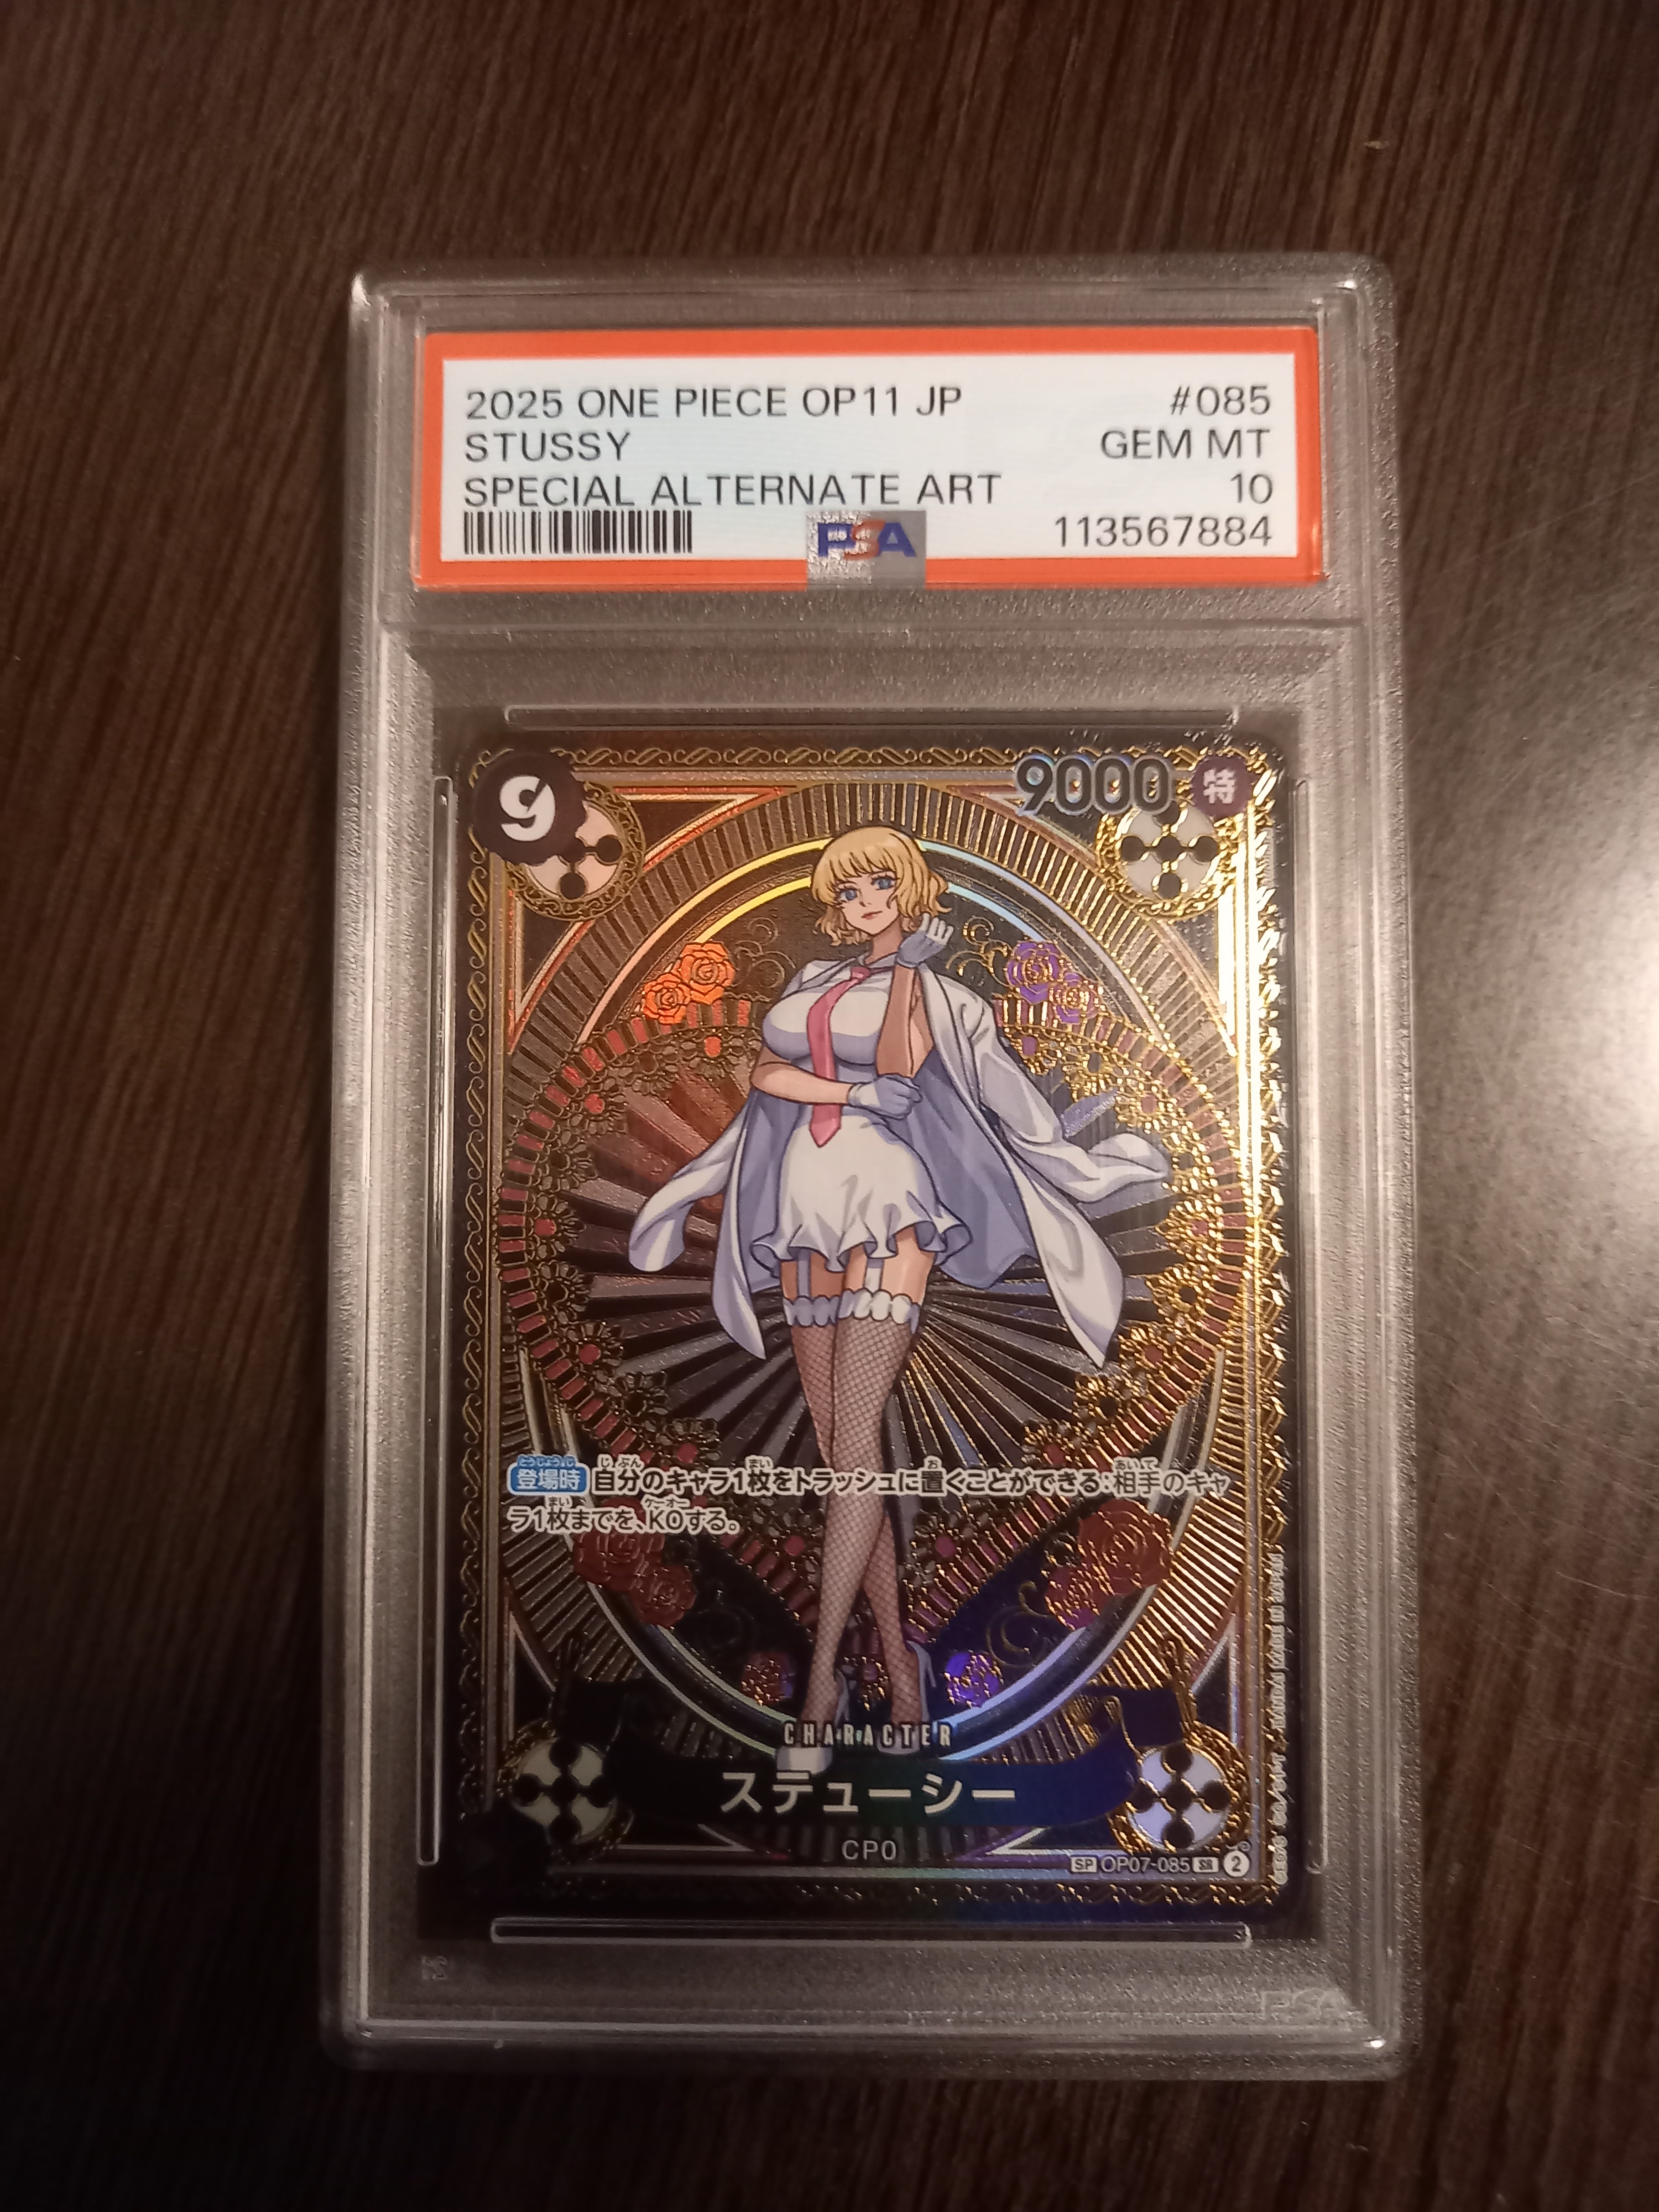 2025 ONE PIECE OP11 JP #085
STUSSY GEM MT
SPECIAL ALTERNATE ART 10
PSA 113567884
9 9000 特
登場時 自分のキャラ1枚をトラッシュに置くことができる:相手のキャ
ラ1枚までを、KOする。
CHARACTER
ステューシー
CP0
SP OP07-085 SR 2